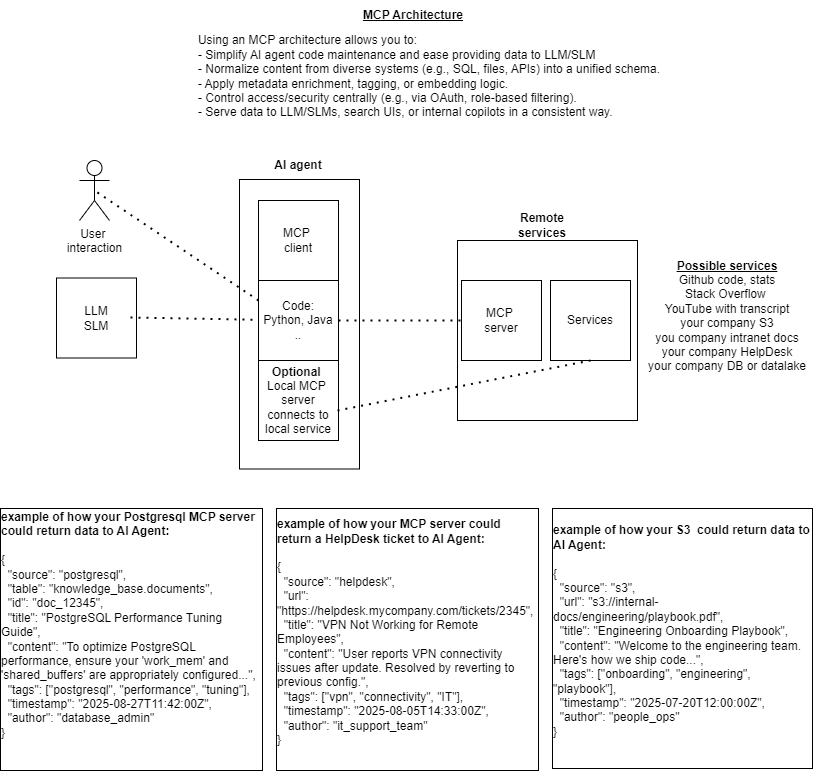 MCP Architecture
Using an MCP architecture allows you to:
- Simplify AI agent code maintenance and ease providing data to LLM/SLM
- Normalize content from diverse systems (e.g., SQL, files, APIs) into a unified schema.
- Apply metadata enrichment, tagging, or embedding logic.
- Control access/security centrally (e.g., via OAuth, role-based filtering).
- Serve data to LLM/SLMs, search UIs, or internal copilots in a consistent way.
User
interaction
LLM
SLM
AI agent
MCP
client
Code:
Python, Java
..
Optional
Local MCP
server
connects to
local service
Remote
services
MCP
server
Services
Possible services
Github code, stats
Stack Overflow
YouTube with transcript
your company S3
you company intranet docs
your company HelpDesk
your company DB or datalake
example of how your Postgresql MCP server
could return data to AI Agent:
{
"source": "postgresql",
"table": "knowledge_base.documents",
"id": "doc_12345",
"title": "PostgreSQL Performance Tuning
Guide",
"content": "To optimize PostgreSQL
performance, ensure your 'work_mem' and
'shared_buffers' are appropriately configured...",
"tags": ["postgresql", "performance", "tuning"],
"timestamp": "2025-08-27T11:42:00Z",
"author": "database_admin"
}
example of how your MCP server could
return a HelpDesk ticket to AI Agent:
{
"source": "helpdesk",
"url":
"https://helpdesk.mycompany.com/tickets/2345",
"title": "VPN Not Working for Remote
Employees",
"content": "User reports VPN connectivity
issues after update. Resolved by reverting to
previous config.",
"tags": ["vpn", "connectivity", "IT"],
"timestamp": "2025-08-05T14:33:00Z",
"author": "it_support_team"
}
example of how your S3 could return data to
AI Agent:
{
"source": "s3",
"url": "s3://internal-
docs/engineering/playbook.pdf",
"title": "Engineering Onboarding Playbook",
"content": "Welcome to the engineering team.
Here's how we ship code...",
"tags": ["onboarding", "engineering",
"playbook"],
"timestamp": "2025-07-20T12:00:00Z",
"author": "people_ops"
}